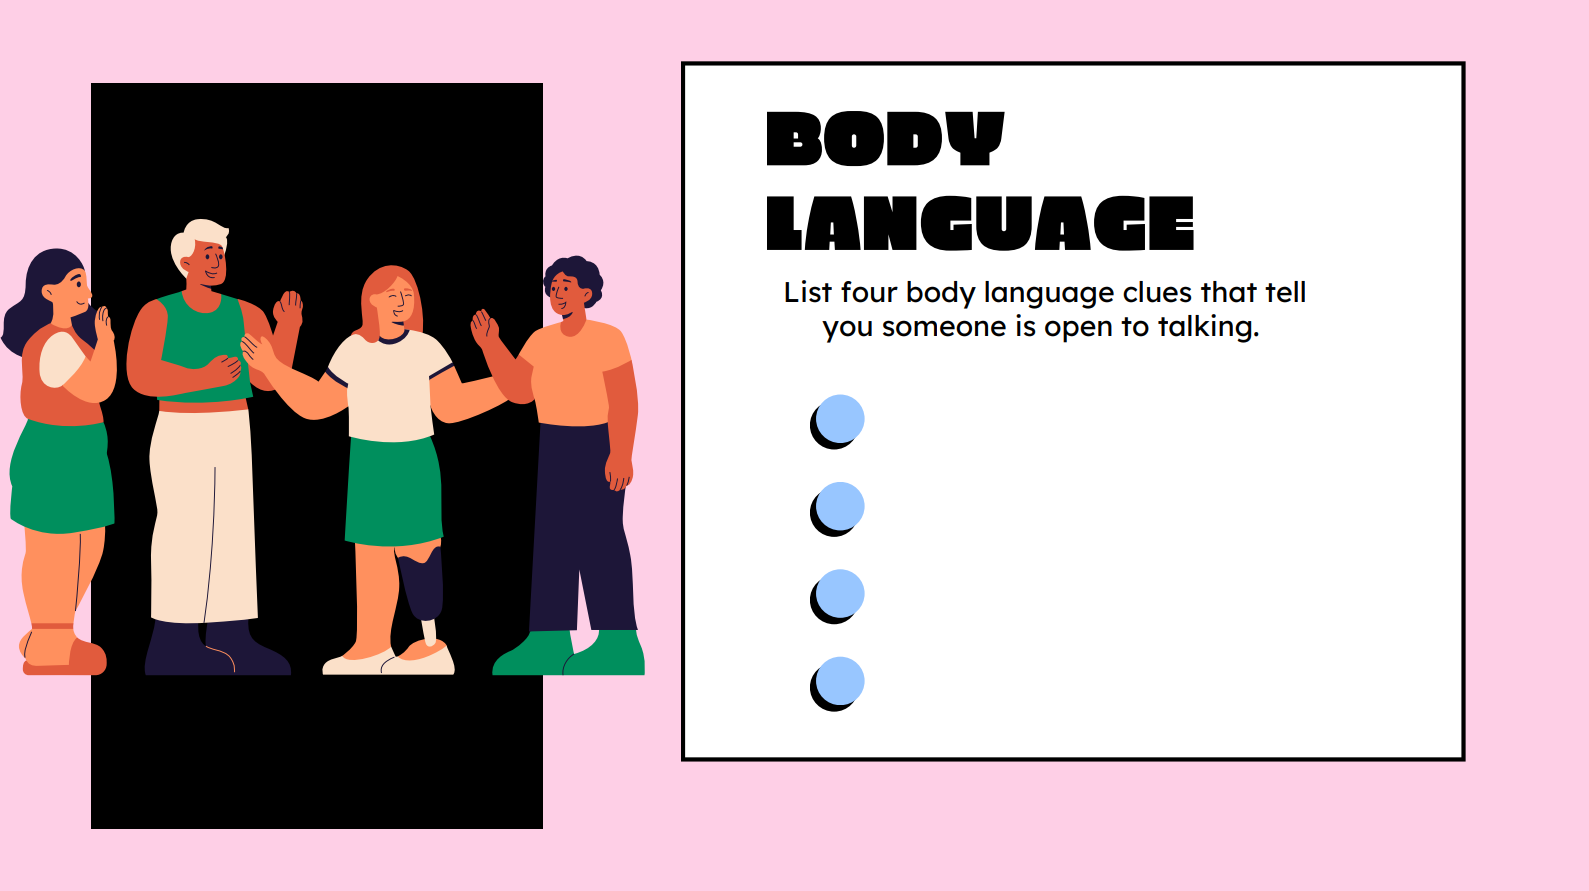 BODY
LANGUAGE
List four body language clues that tell
you someone is open to talking.